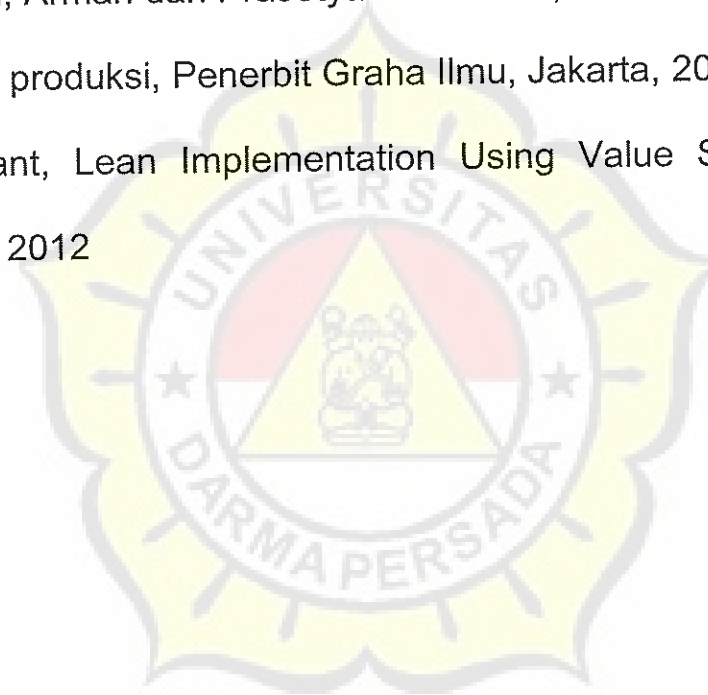 produksi, Penerbit Graha Ilmu, Jakarta, 20
ant, Lean Implementation Using Value S
2012
UNIVERSITAS
DARMA PERSADA